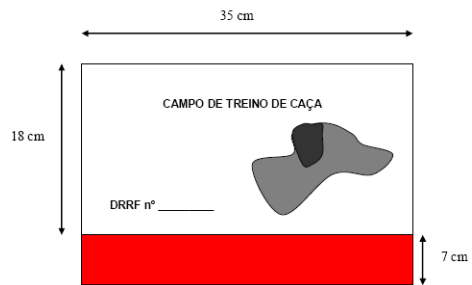 35 cm
CAMPO DE TREINO DE CAÇA
18 cm
DRRF nº ________
7 cm